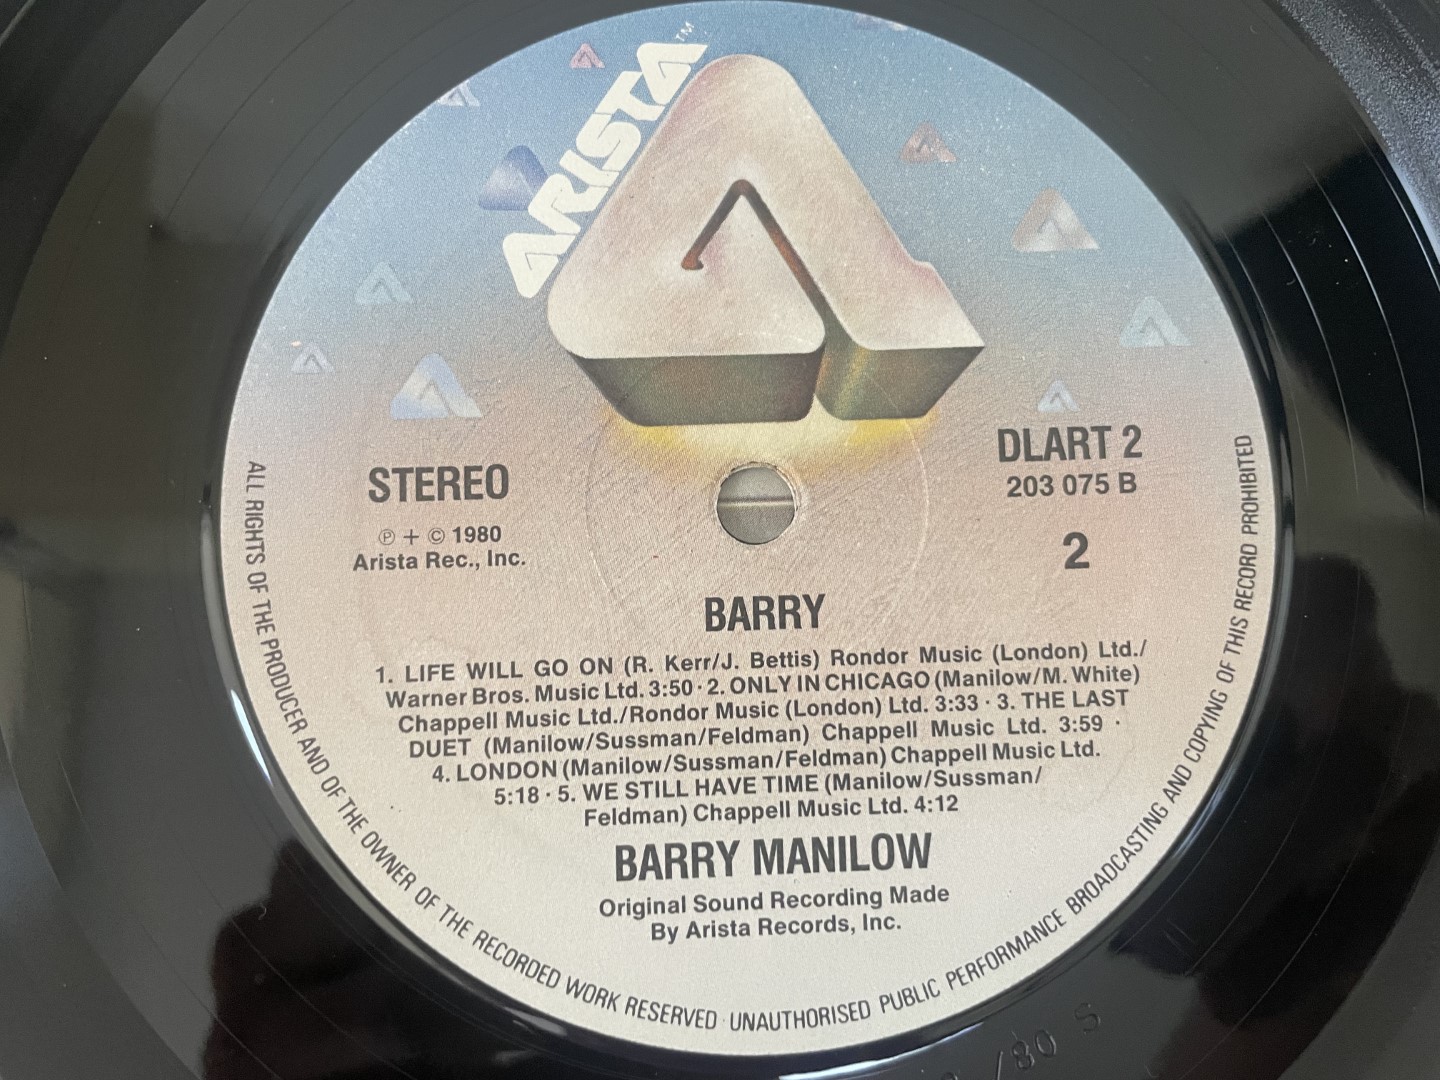 ARISTA™
STEREO
℗ + © 1980
Arista Rec., Inc.
DLART 2
203 075 B
2
BARRY
1. LIFE WILL GO ON (R. Kerr/J. Bettis) Rondor Music (London) Ltd./
Warner Bros. Music Ltd. 3:50 · 2. ONLY IN CHICAGO (Manilow/M. White)
Chappell Music Ltd./Rondor Music (London) Ltd. 3:33 · 3. THE LAST
DUET (Manilow/Sussman/Feldman) Chappell Music Ltd. 3:59 ·
4. LONDON (Manilow/Sussman/Feldman) Chappell Music Ltd.
5:18 · 5. WE STILL HAVE TIME (Manilow/Sussman/
Feldman) Chappell Music Ltd. 4:12
BARRY MANILOW
Original Sound Recording Made
By Arista Records, Inc.
ALL RIGHTS OF THE PRODUCER AND OF THE OWNER OF THE RECORDED WORK RESERVED · UNAUTHORISED PUBLIC PERFORMANCE BROADCASTING AND COPYING OF THIS RECORD PROHIBITED
/80 S